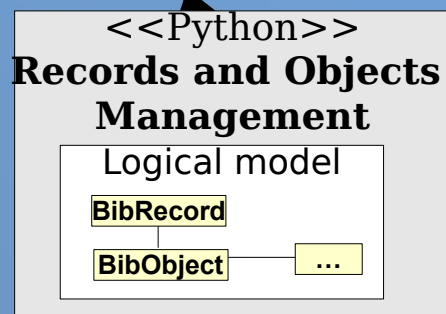 <<Python>>
Records and Objects
Management
Logical model
BibRecord
BibObject
...